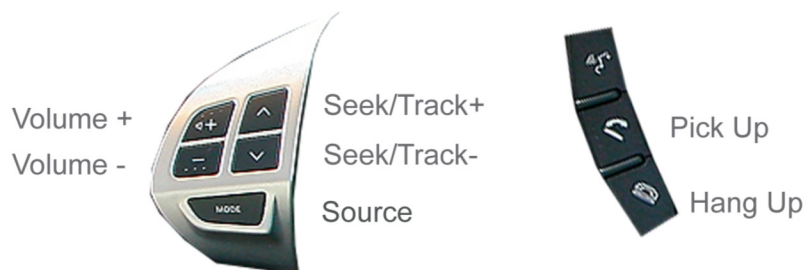 Volume +
Volume -
Seek/Track+
Seek/Track-
Source
MODE
Pick Up
Hang Up